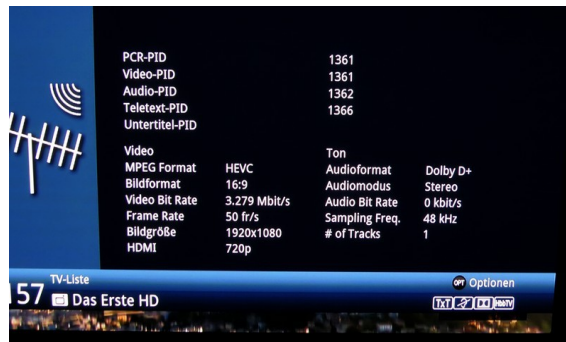 PCR-PID 1361
Video-PID 1361
Audio-PID 1362
Teletext-PID 1366
Untertitel-PID
Video Ton
MPEG Format HEVC Audioformat Dolby D+
Bildformat 16:9 Audiomodus Stereo
Video Bit Rate 3.279 Mbit/s Audio Bit Rate 0 kbit/s
Frame Rate 50 fr/s Sampling Freq. 48 kHz
Bildgröße 1920x1080 # of Tracks 1
HDMI 720p
TV-Liste OPT Optionen
157 Das Erste HD TXT HbbTV